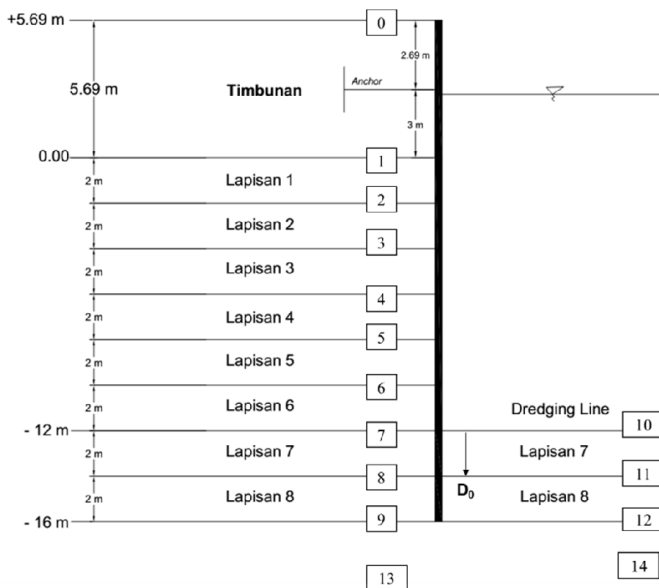 +5.69 m
0
2.69 m
5.69 m
Timbunan
Anchor
3 m
0.00
1
2 m
Lapisan 1
2
2 m
Lapisan 2
3
2 m
Lapisan 3
4
2 m
Lapisan 4
5
2 m
Lapisan 5
6
2 m
Lapisan 6
Dredging Line
10
- 12 m
7
2 m
Lapisan 7
Lapisan 7
8
11
D₀
2 m
Lapisan 8
Lapisan 8
- 16 m
9
12
13
14